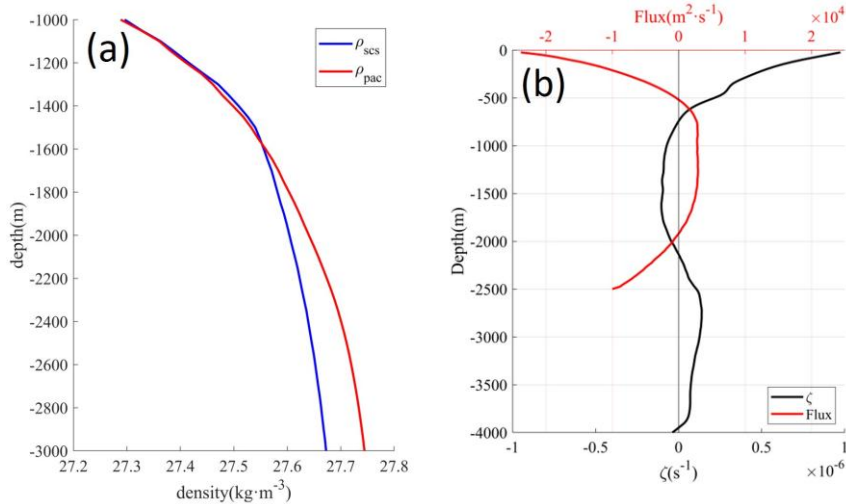 (a)
ρscs
ρpac
-1000
-1200
-1400
-1600
-1800
-2000
-2200
-2400
-2600
-2800
-3000
depth(m)
27.2 27.3 27.4 27.5 27.6 27.7 27.8
density(kg·m⁻³)
Flux(m²·s⁻¹) ×10⁴
-2 -1 0 1 2
(b)
0
-500
-1000
-1500
-2000
-2500
-3000
-3500
-4000
Depth(m)
ζ
Flux
-1 -0.5 0 0.5 1
ζ(s⁻¹) ×10⁻⁶